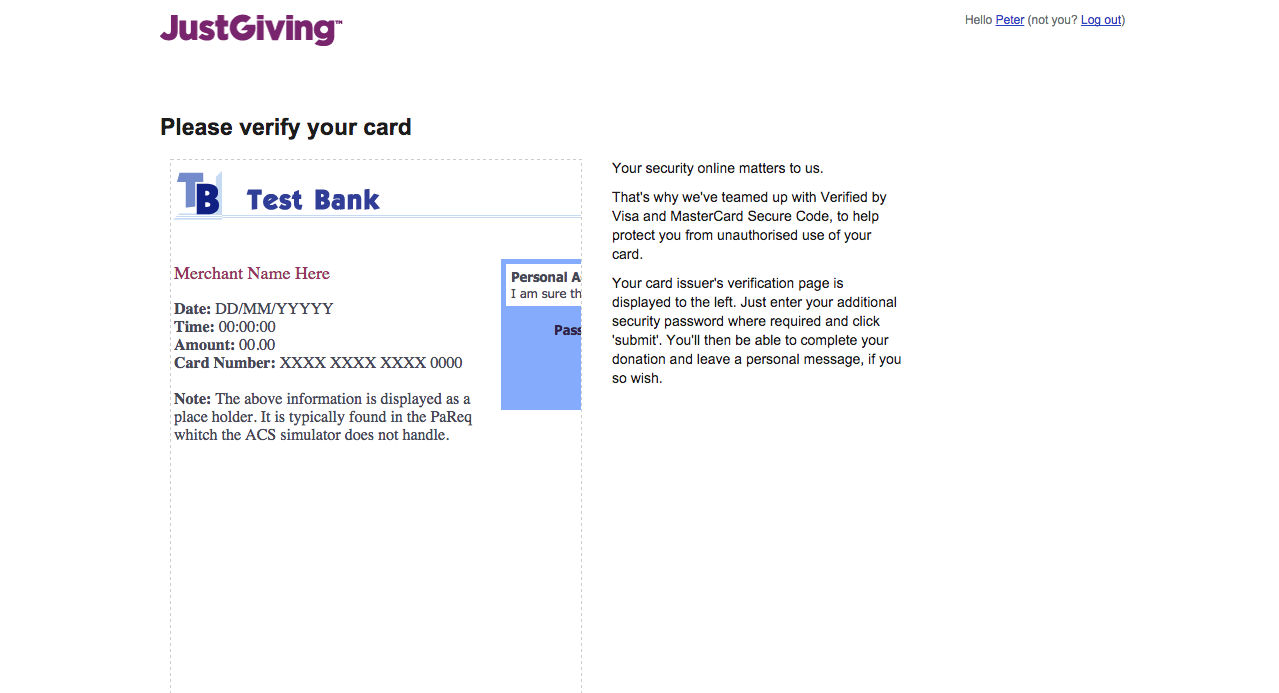 JustGiving™
Hello Peter (not you? Log out)
Please verify your card
TB Test Bank
Merchant Name Here
Date: DD/MM/YYYYY
Time: 00:00:00
Amount: 00.00
Card Number: XXXX XXXX XXXX 0000
Note: The above information is displayed as a
place holder. It is typically found in the PaReq
whitch the ACS simulator does not handle.
Personal A
I am sure th
Pass
Your security online matters to us.
That's why we've teamed up with Verified by
Visa and MasterCard Secure Code, to help
protect you from unauthorised use of your
card.
Your card issuer's verification page is
displayed to the left. Just enter your additional
security password where required and click
'submit'. You'll then be able to complete your
donation and leave a personal message, if you
so wish.